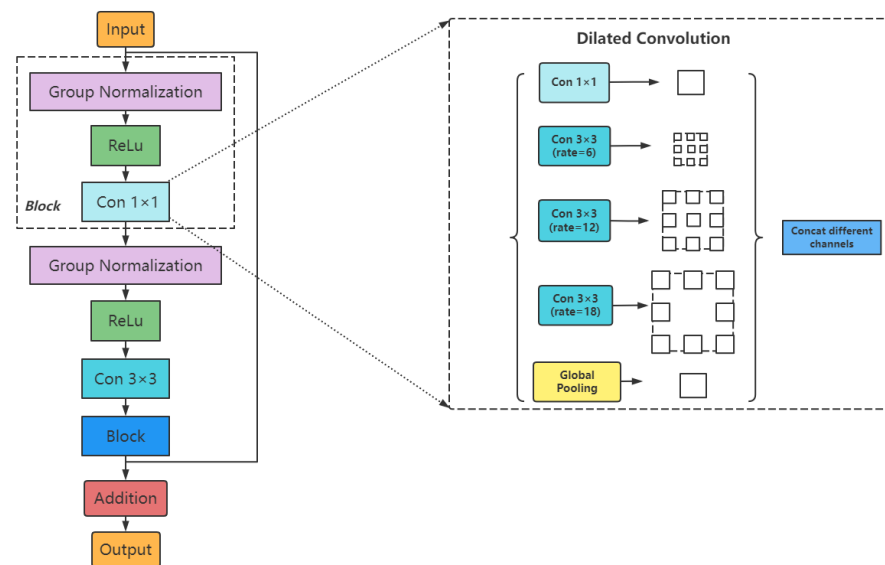 Input
Group Normalization
ReLu
Con 1×1
Block
Group Normalization
ReLu
Con 3×3
Block
Addition
Output
Dilated Convolution
Con 1×1
Con 3×3
(rate=6)
Con 3×3
(rate=12)
Con 3×3
(rate=18)
Global
Pooling
Concat different
channels